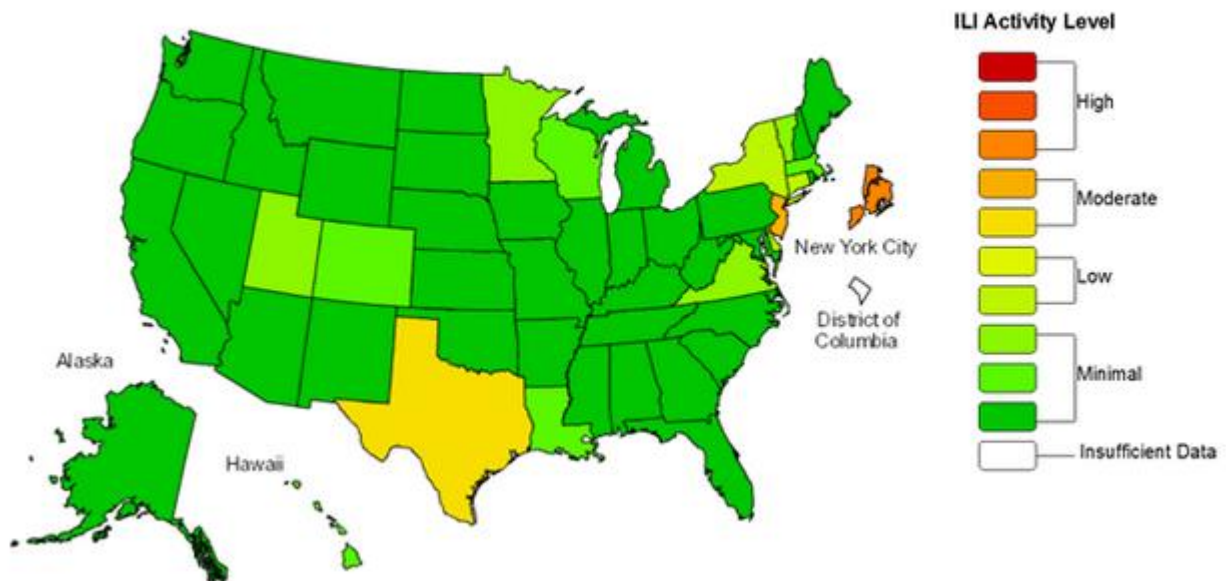 ILI Activity Level
High
Moderate
Low
Minimal
Insufficient Data
New York City
District of
Columbia
Alaska
Hawaii